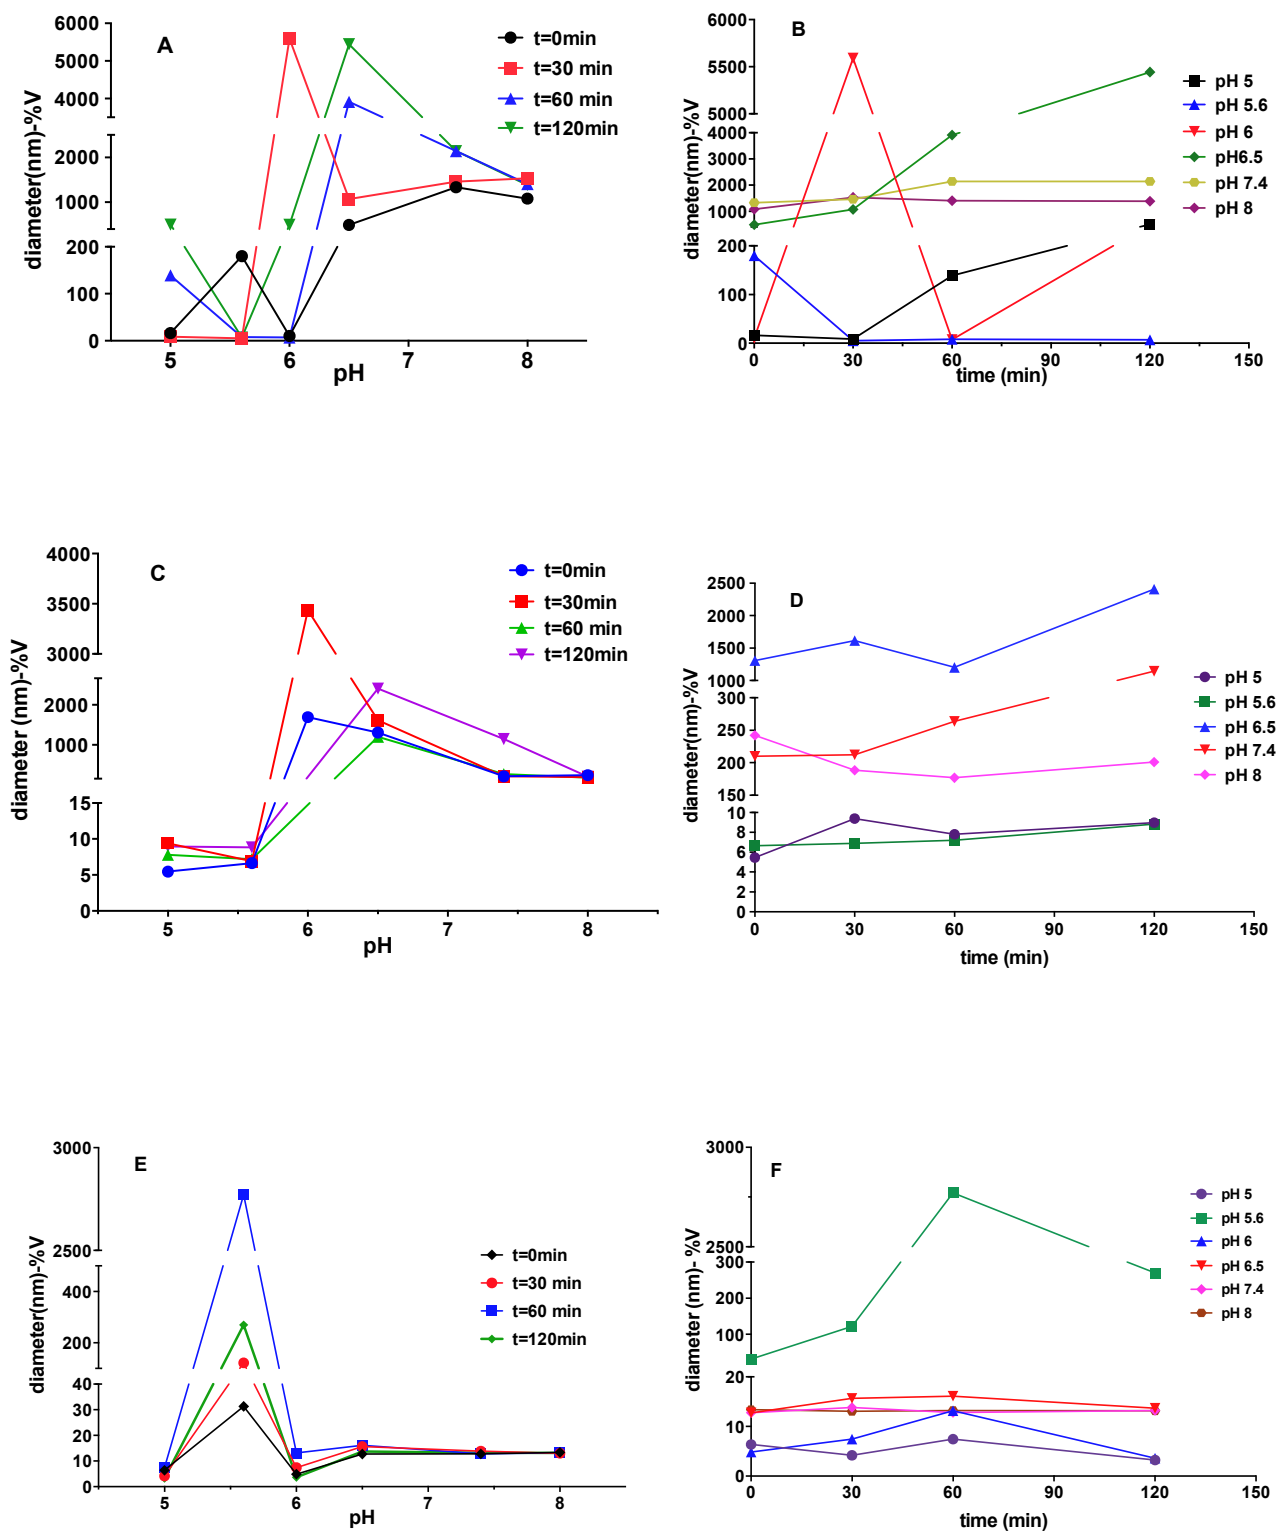 A
diameter(nm)-%V
6000
5000
4000
2000
1000
200
100
0
5
6
7
8
pH
t=0min
t=30 min
t=60 min
t=120min
B
diameter(nm)-%V
6000
5500
5000
4000
3000
2000
1000
200
100
0
0
30
60
90
120
150
time (min)
pH 5
pH 5.6
pH 6
pH6.5
pH 7.4
pH 8
C
diameter (nm)-%V
4000
3500
3000
2000
1000
15
10
5
0
5
6
7
8
pH
t=0min
t=30min
t=60 min
t=120min
D
diameter(nm)-%V
2500
2000
1500
1000
300
250
200
150
10
8
6
4
2
0
0
30
60
90
120
150
time (min)
pH 5
pH 5.6
pH 6.5
pH 7.4
pH 8
E
diameter(nm)-%V
3000
2500
400
200
40
30
20
10
0
5
6
7
8
pH
t=0min
t=30 min
t=60 min
t=120min
F
diameter (nm)- %V
3000
2500
300
200
100
20
10
0
0
30
60
90
120
150
time (min)
pH 5
pH 5.6
pH 6
pH 6.5
pH 7.4
pH 8